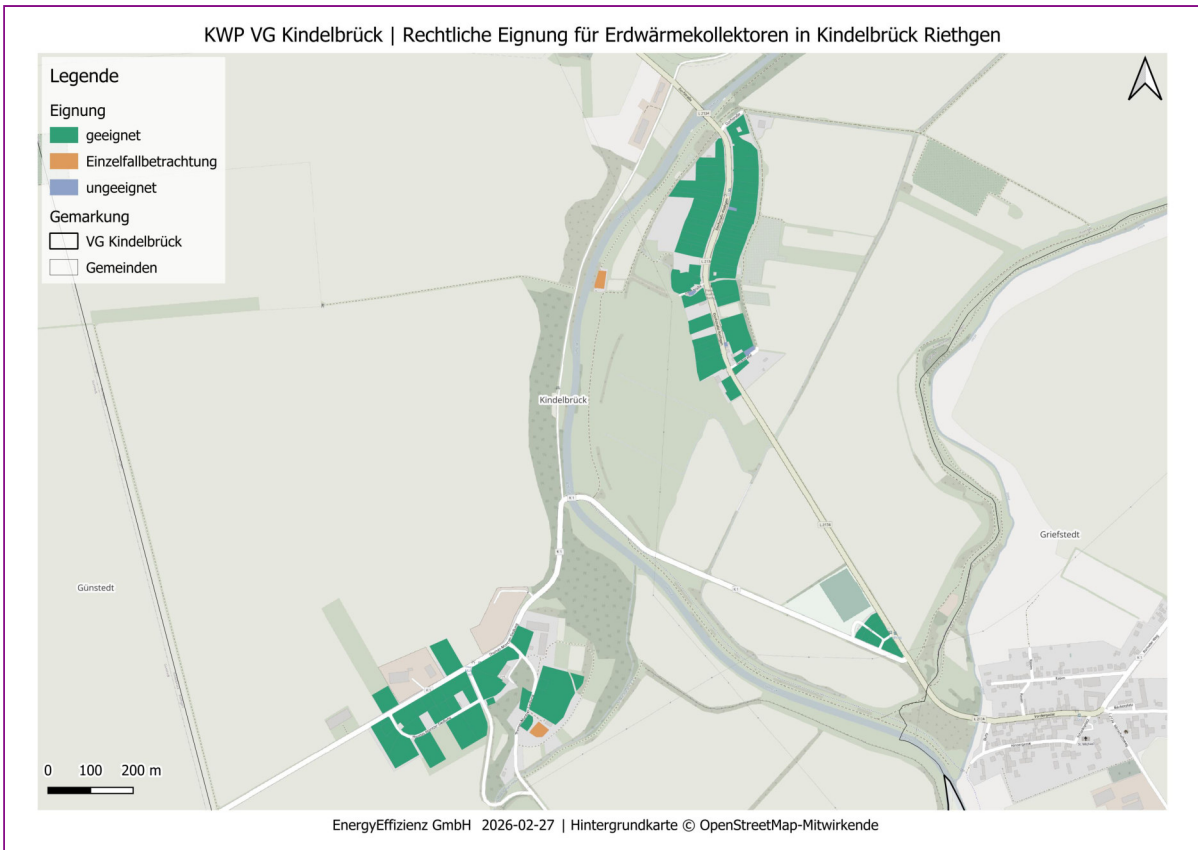 KWP VG Kindelbrück | Rechtliche Eignung für Erdwärmekollektoren in Kindelbrück Riethgen
Legende
Eignung
geeignet
Einzelfallbetrachtung
ungeeignet
Gemarkung
VG Kindelbrück
Gemeinden
Kindelbrück
Griefstedt
Günstedt
0 100 200 m
EnergyEffizienz GmbH 2026-02-27 | Hintergrundkarte © OpenStreetMap-Mitwirkende